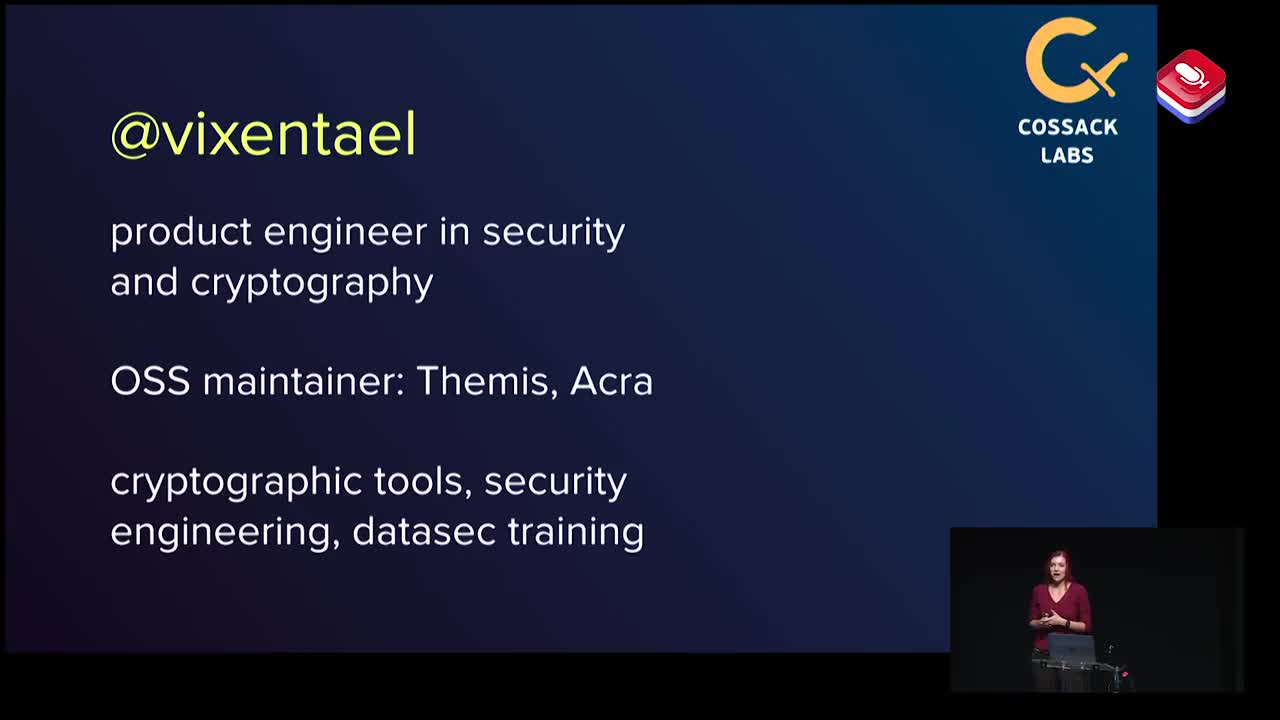 @vixentael
product engineer in security
and cryptography
OSS maintainer: Themis, Acra
cryptographic tools, security
engineering, datasec training
COSSACK
LABS